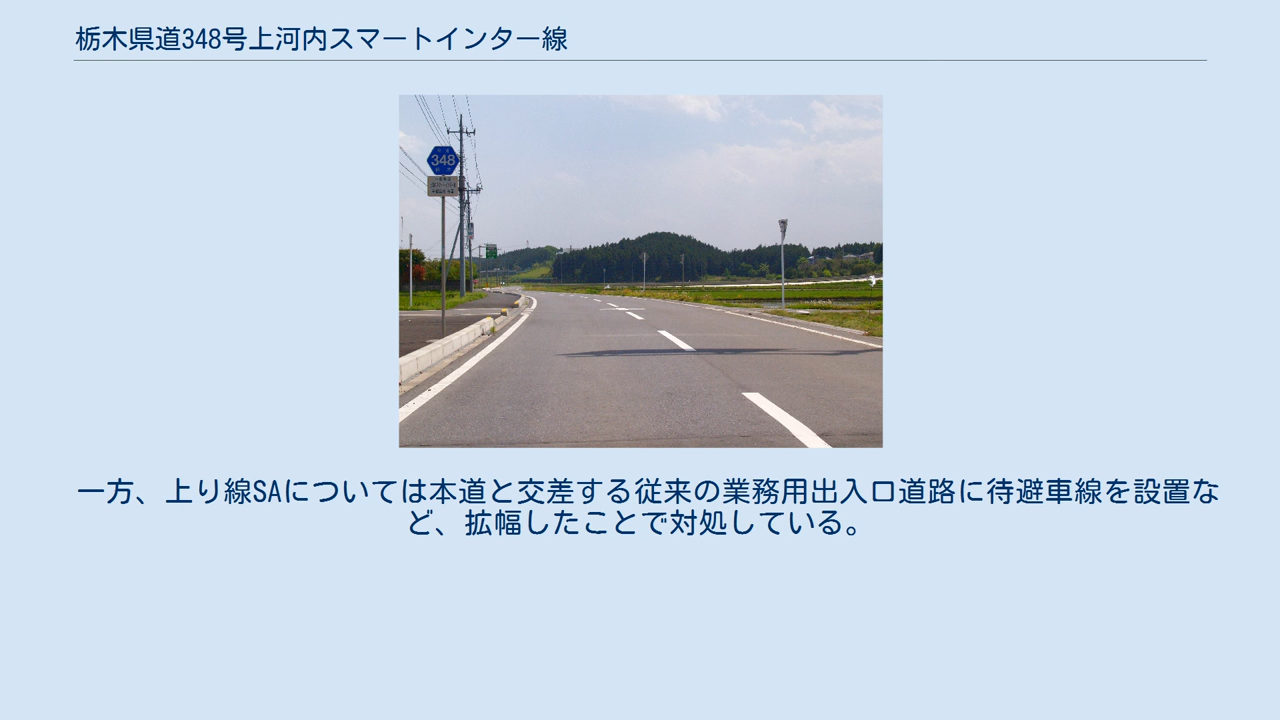 栃木県道348号上河内スマートインター線
348
一方、上り線SAについては本道と交差する従来の業務用出入口道路に待避車線を設置な
ど、拡幅したことで対処している。